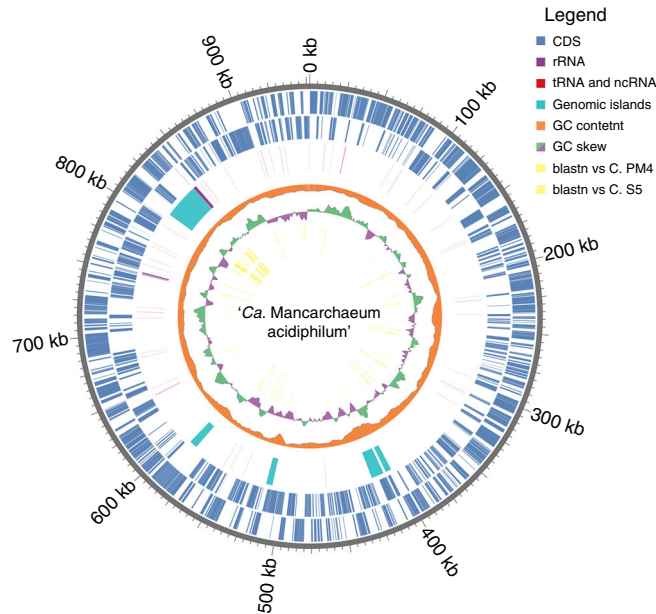 Legend
CDS
rRNA
tRNA and ncRNA
Genomic islands
GC contetnt
GC skew
blastn vs C. PM4
blastn vs C. S5
0 kb
100 kb
200 kb
300 kb
400 kb
500 kb
600 kb
700 kb
800 kb
900 kb
‘Ca. Mancarchaeum
acidiphilum’